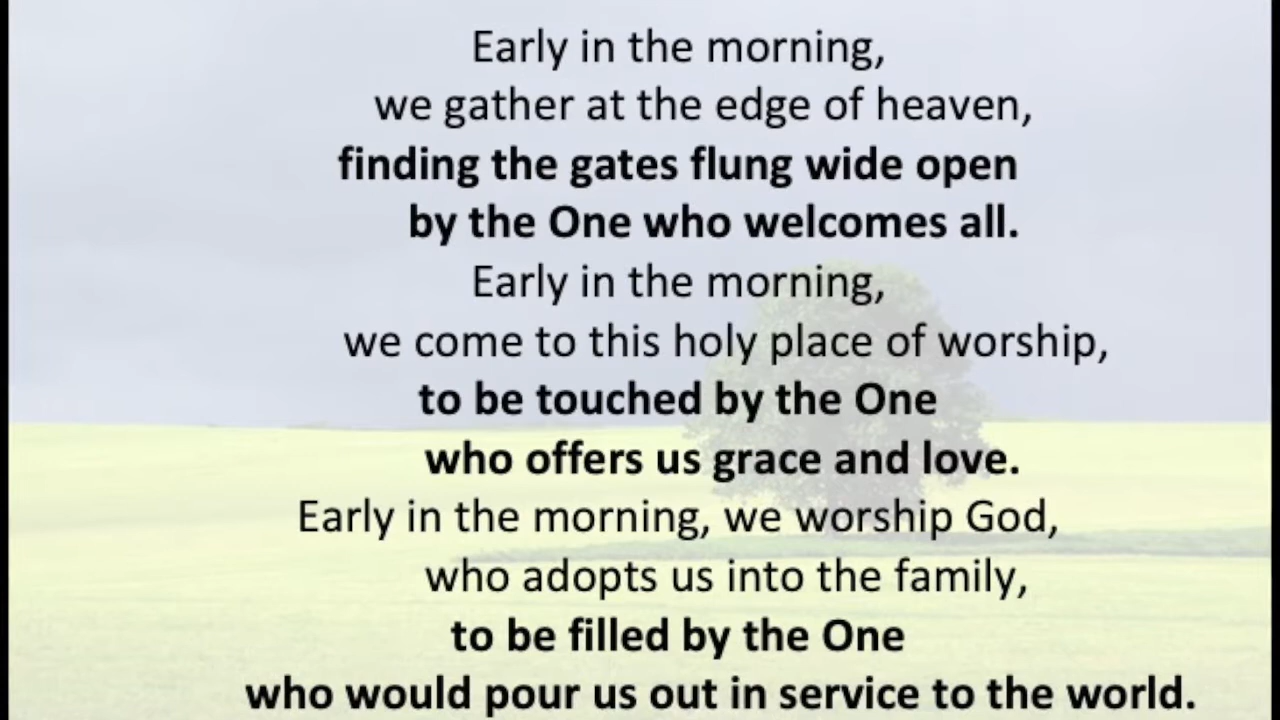 Early in the morning,
we gather at the edge of heaven,
finding the gates flung wide open
by the One who welcomes all.
Early in the morning,
we come to this holy place of worship,
to be touched by the One
who offers us grace and love.
Early in the morning, we worship God,
who adopts us into the family,
to be filled by the One
who would pour us out in service to the world.